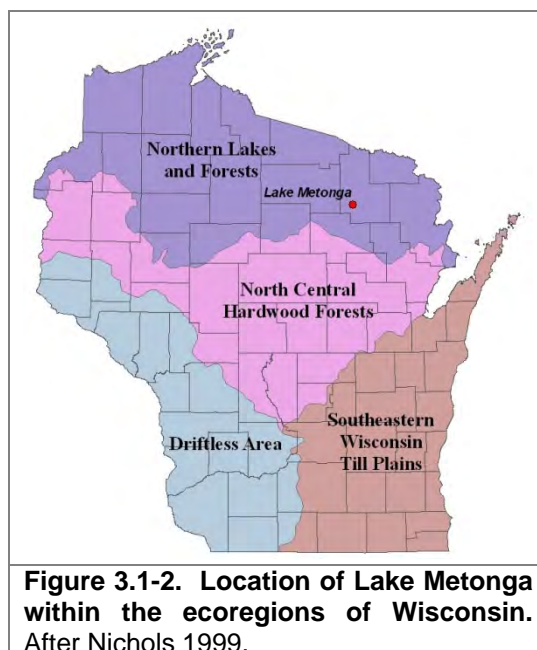 Northern Lakes
and Forests
Lake Metonga
North Central
Hardwood Forests
Driftless Area
Southeastern
Wisconsin
Till Plains
Figure 3.1-2. Location of Lake Metonga
within the ecoregions of Wisconsin.
After Nichols 1999.